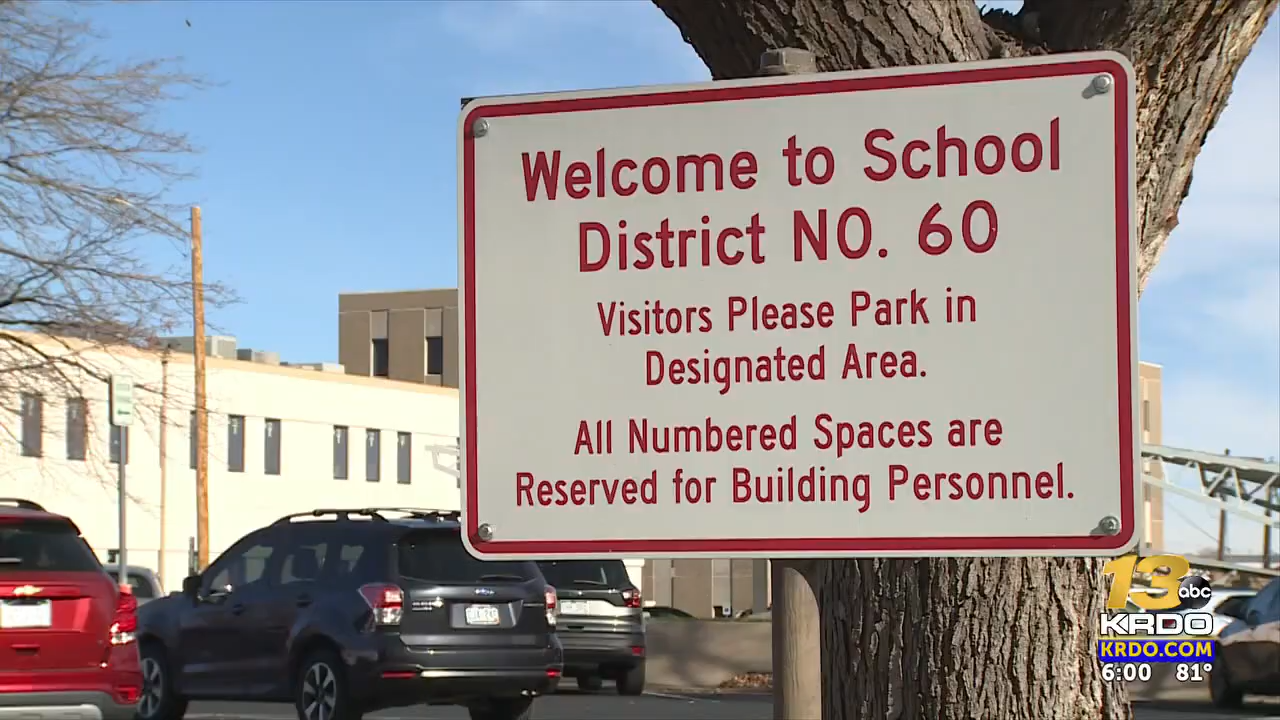 Welcome to School
District NO. 60
Visitors Please Park in
Designated Area.
All Numbered Spaces are
Reserved for Building Personnel.
13 abc
KRDO
KRDO.COM
6:00 81°